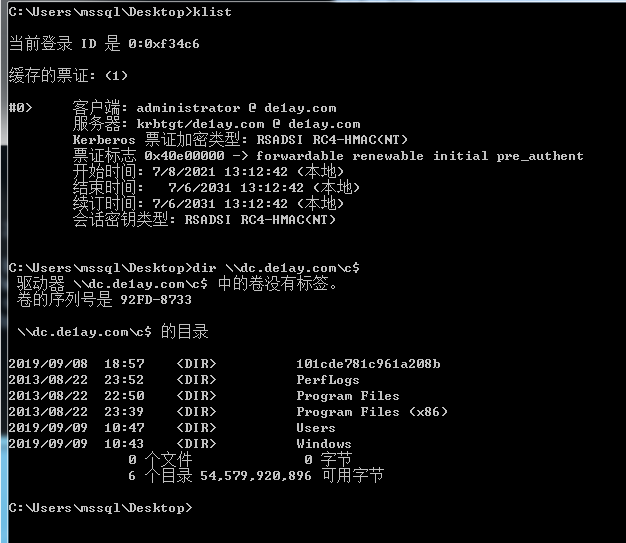 C:\Users\mssql\Desktop>klist
当前登录 ID 是 0:0xf34c6
缓存的票证: (1)
#0> 客户端: administrator @ de1ay.com
服务器: krbtgt/de1ay.com @ de1ay.com
Kerberos 票证加密类型: RSADSI RC4-HMAC(NT)
票证标志 0x40e00000 -> forwardable renewable initial pre_authent
开始时间: 7/8/2021 13:12:42 (本地)
结束时间: 7/6/2031 13:12:42 (本地)
续订时间: 7/6/2031 13:12:42 (本地)
会话密钥类型: RSADSI RC4-HMAC(NT)
C:\Users\mssql\Desktop>dir \\dc.de1ay.com\c$
驱动器 \\dc.de1ay.com\c$ 中的卷没有标签。
卷的序列号是 92FD-8733
\\dc.de1ay.com\c$ 的目录
2019/09/08 18:57 <DIR> 101cde781c961a208b
2013/08/22 23:52 <DIR> PerfLogs
2013/08/22 22:50 <DIR> Program Files
2013/08/22 23:39 <DIR> Program Files (x86)
2019/09/09 10:47 <DIR> Users
2019/09/09 10:43 <DIR> Windows
0 个文件 0 字节
6 个目录 54,579,920,896 可用字节
C:\Users\mssql\Desktop>